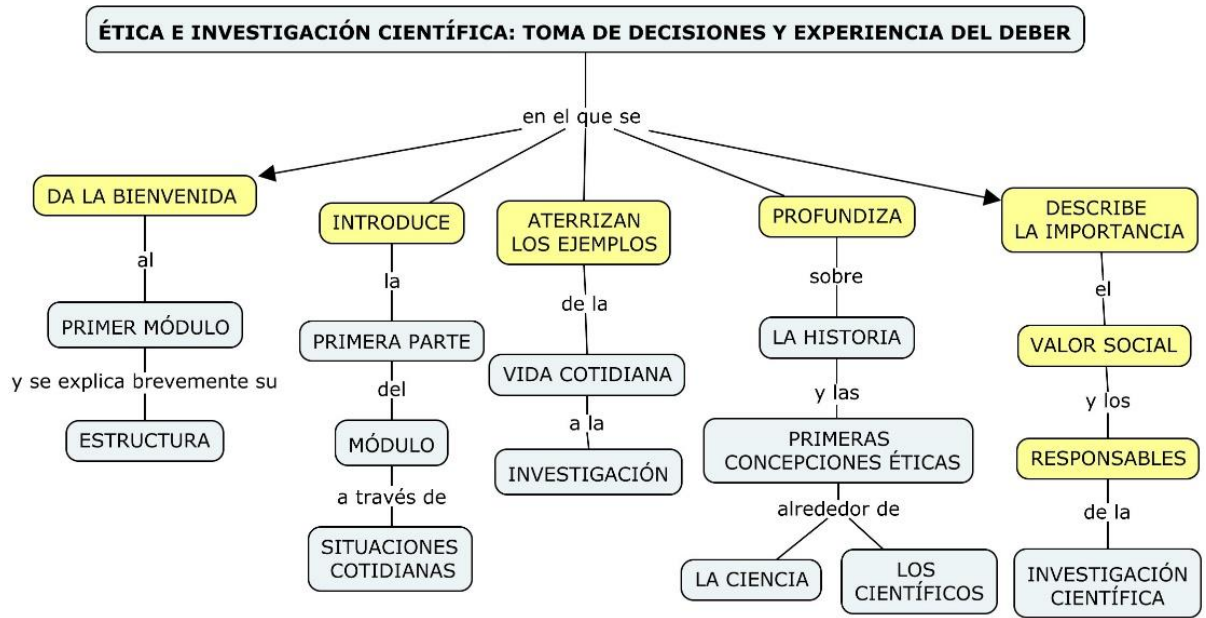 ÉTICA E INVESTIGACIÓN CIENTÍFICA: TOMA DE DECISIONES Y EXPERIENCIA DEL DEBER
en el que se
DA LA BIENVENIDA
al
PRIMER MÓDULO
y se explica brevemente su
ESTRUCTURA
INTRODUCE
la
PRIMERA PARTE
del
MÓDULO
a través de
SITUACIONES
COTIDIANAS
ATERRIZAN
LOS EJEMPLOS
de la
VIDA COTIDIANA
a la
INVESTIGACIÓN
PROFUNDIZA
sobre
LA HISTORIA
y las
PRIMERAS
CONCEPCIONES ÉTICAS
alrededor de
LA CIENCIA
LOS
CIENTÍFICOS
DESCRIBE
LA IMPORTANCIA
el
VALOR SOCIAL
y los
RESPONSABLES
de la
INVESTIGACIÓN
CIENTÍFICA